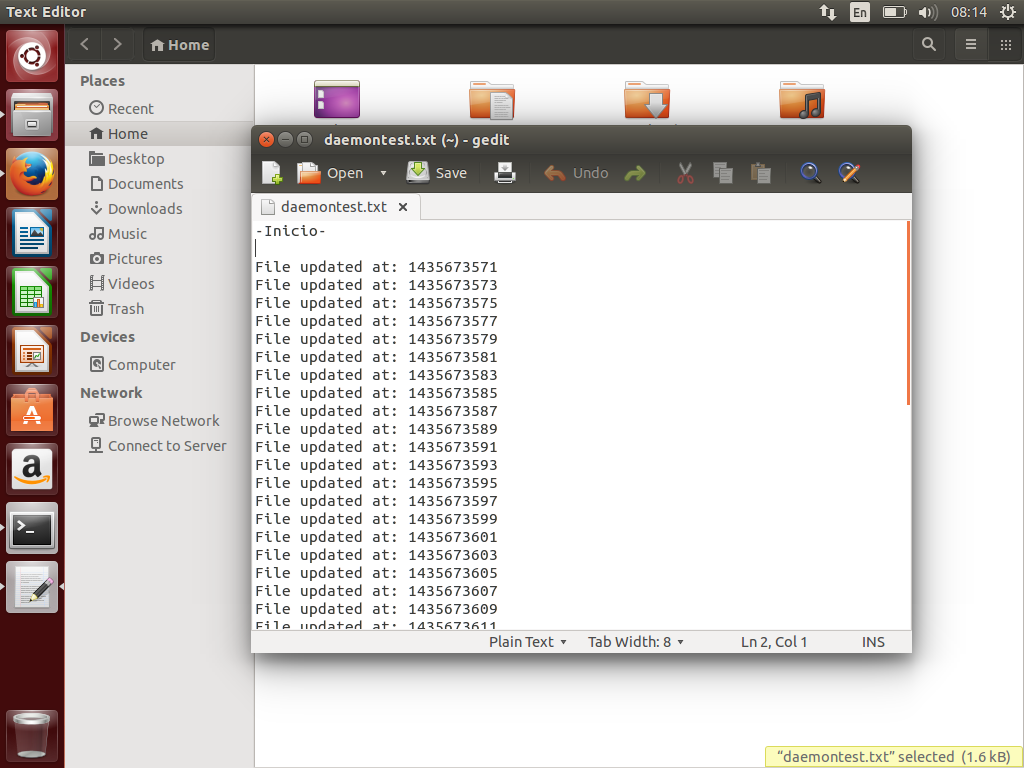 Text Editor
En
08:14
Home
Places
Recent
Home
Desktop
Documents
Downloads
Music
Pictures
Videos
Trash
Devices
Computer
Network
Browse Network
Connect to Server
daemontest.txt (~) - gedit
Open
Save
Undo
daemontest.txt
-Inicio-
File updated at: 1435673571
File updated at: 1435673573
File updated at: 1435673575
File updated at: 1435673577
File updated at: 1435673579
File updated at: 1435673581
File updated at: 1435673583
File updated at: 1435673585
File updated at: 1435673587
File updated at: 1435673589
File updated at: 1435673591
File updated at: 1435673593
File updated at: 1435673595
File updated at: 1435673597
File updated at: 1435673599
File updated at: 1435673601
File updated at: 1435673603
File updated at: 1435673605
File updated at: 1435673607
File updated at: 1435673609
File updated at: 1435673611
Plain Text
Tab Width: 8
Ln 2, Col 1
INS
“daemontest.txt” selected (1.6 kB)